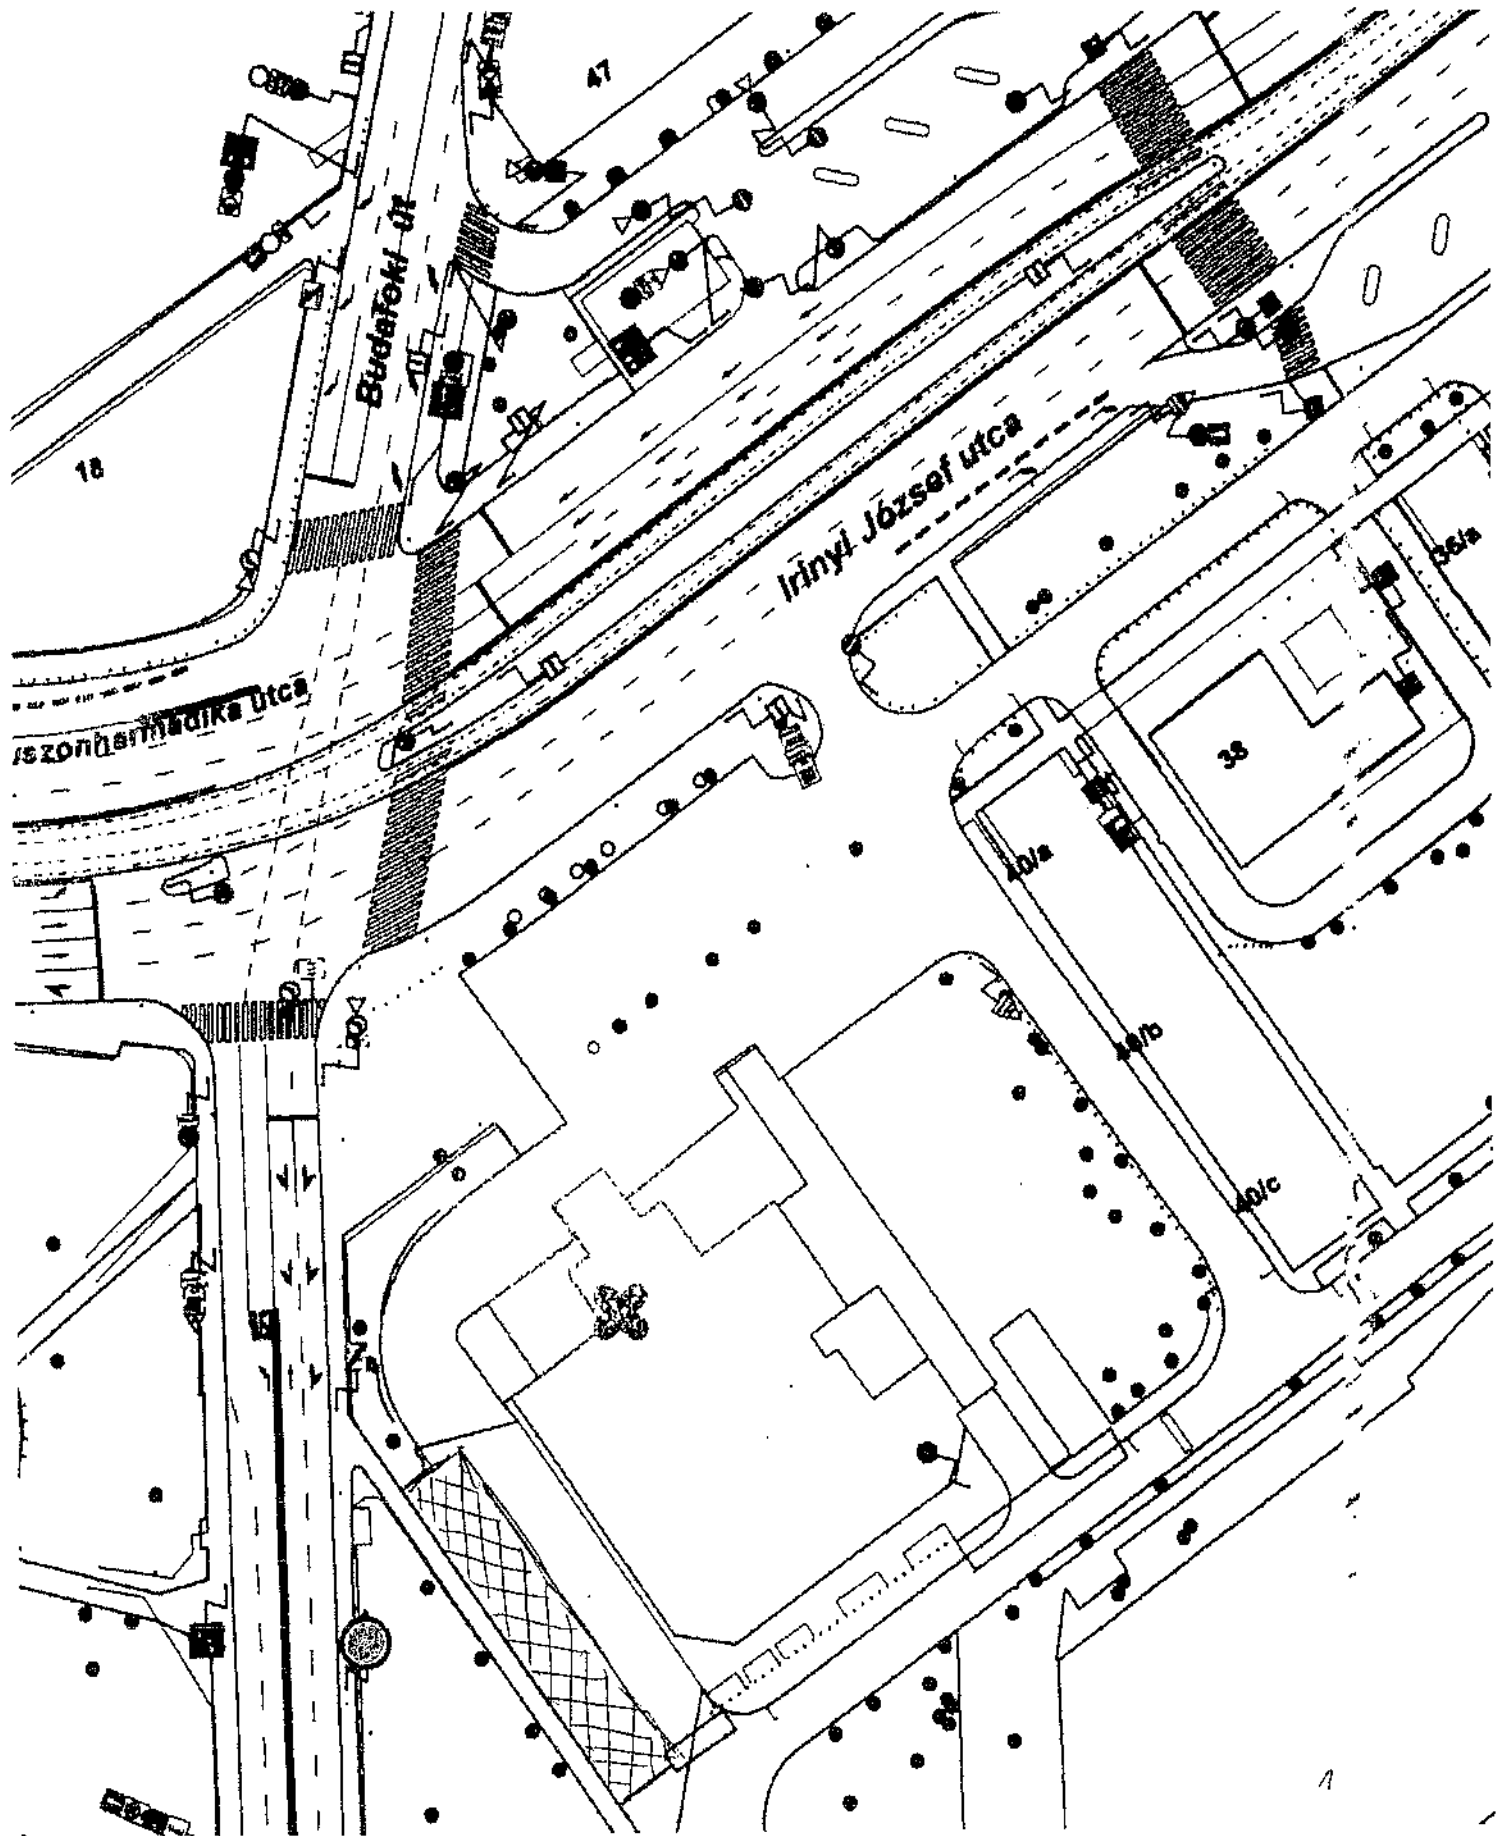 47
Budafoki út
18
Irinyi József utca
36/a
/szonharmadika utca
38
40/a
40/b
40/c